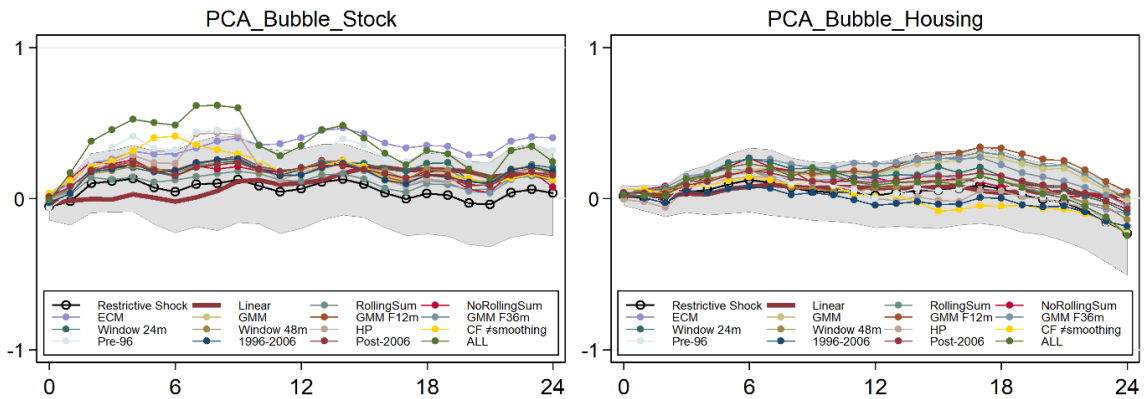 PCA_Bubble_Stock
1
0
-1
Restrictive Shock Linear RollingSum NoRollingSum
ECM GMM GMM F12m GMM F36m
Window 24m Window 48m HP CF ≠smoothing
Pre-96 1996-2006 Post-2006 ALL
0 6 12 18 24
PCA_Bubble_Housing
1
0
-1
Restrictive Shock Linear RollingSum NoRollingSum
ECM GMM GMM F12m GMM F36m
Window 24m Window 48m HP CF ≠smoothing
Pre-96 1996-2006 Post-2006 ALL
0 6 12 18 24